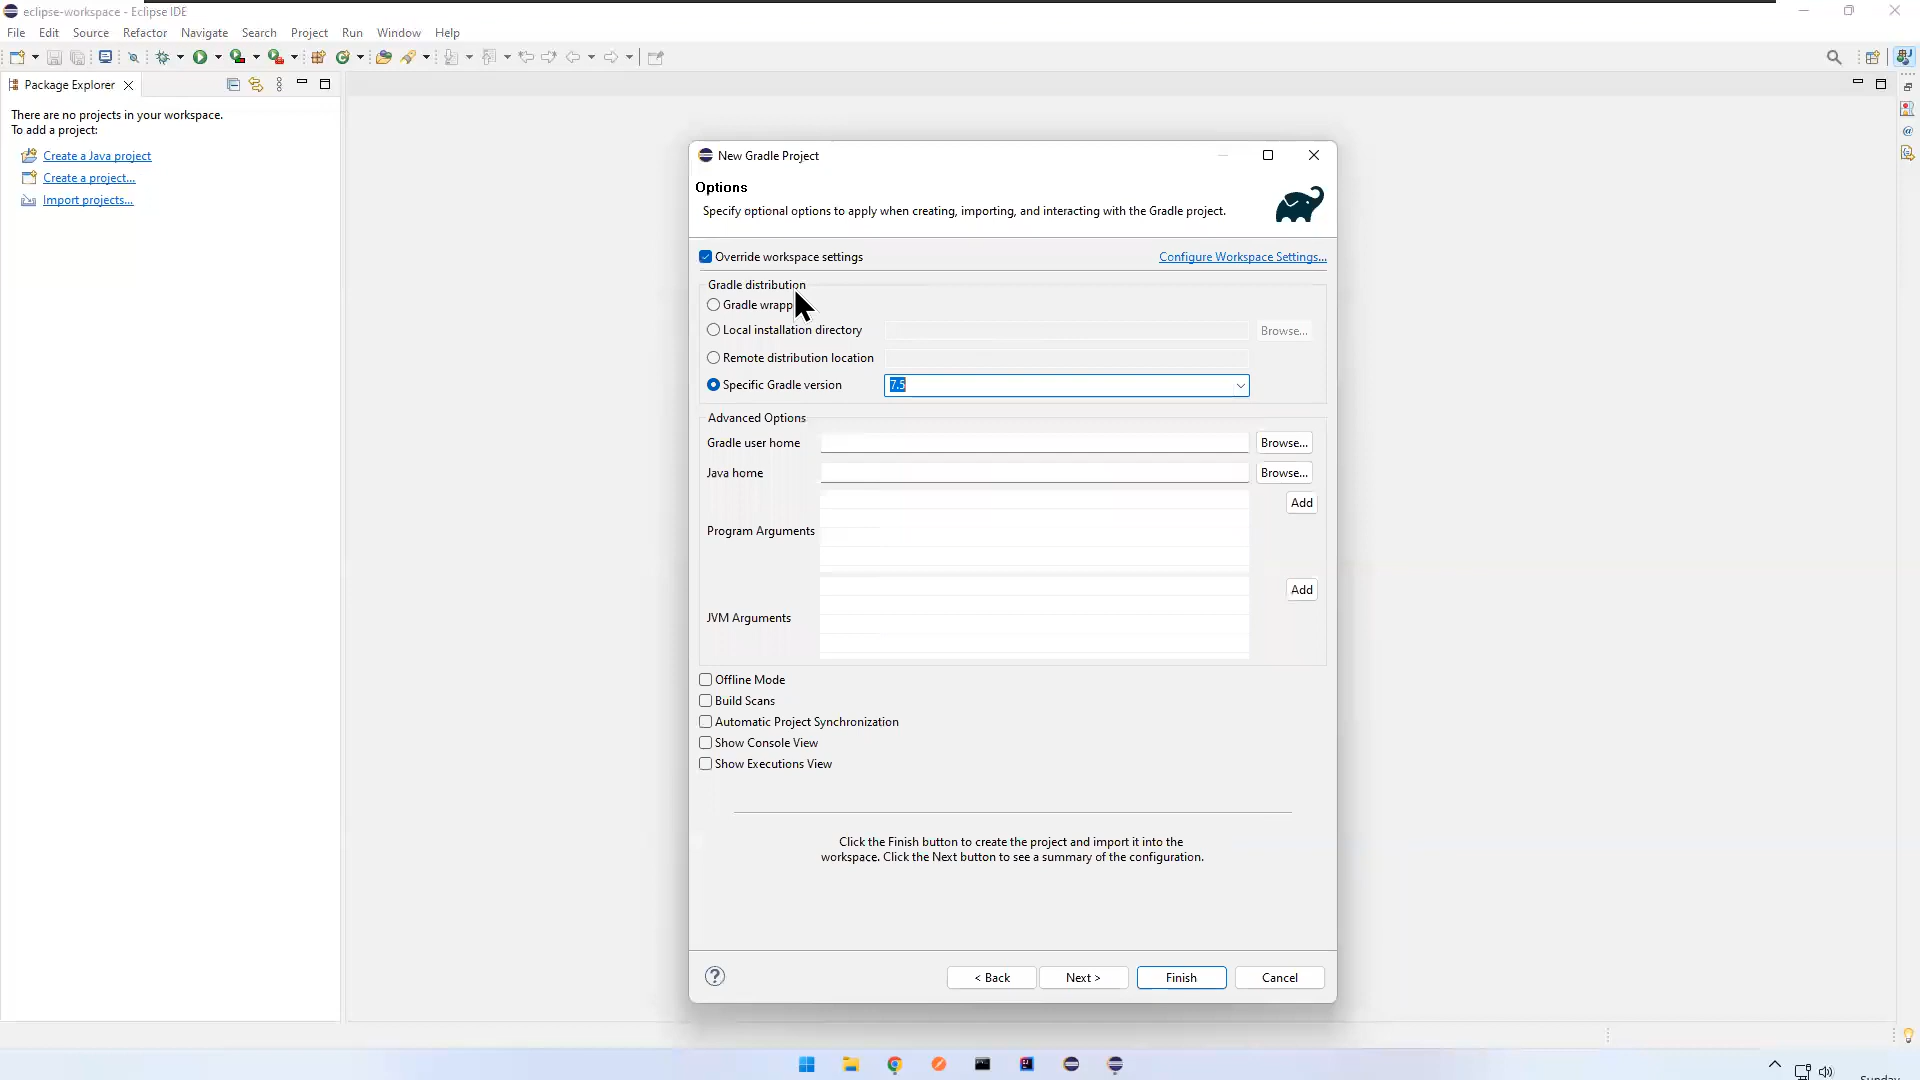 eclipse-workspace - Eclipse IDE
File Edit Source Refactor Navigate Search Project Run Window Help
Package Explorer
There are no projects in your workspace.
To add a project:
Create a Java project
Create a project...
Import projects...
New Gradle Project
Options
Specify optional options to apply when creating, importing, and interacting with the Gradle project.
Override workspace settings
Configure Workspace Settings...
Gradle distribution
Gradle wrapp
Local installation directory
Browse...
Remote distribution location
Specific Gradle version
7.5
Advanced Options
Gradle user home
Browse...
Java home
Browse...
Program Arguments
Add
JVM Arguments
Add
Offline Mode
Build Scans
Automatic Project Synchronization
Show Console View
Show Executions View
Click the Finish button to create the project and import it into the
workspace. Click the Next button to see a summary of the configuration.
< Back
Next >
Finish
Cancel